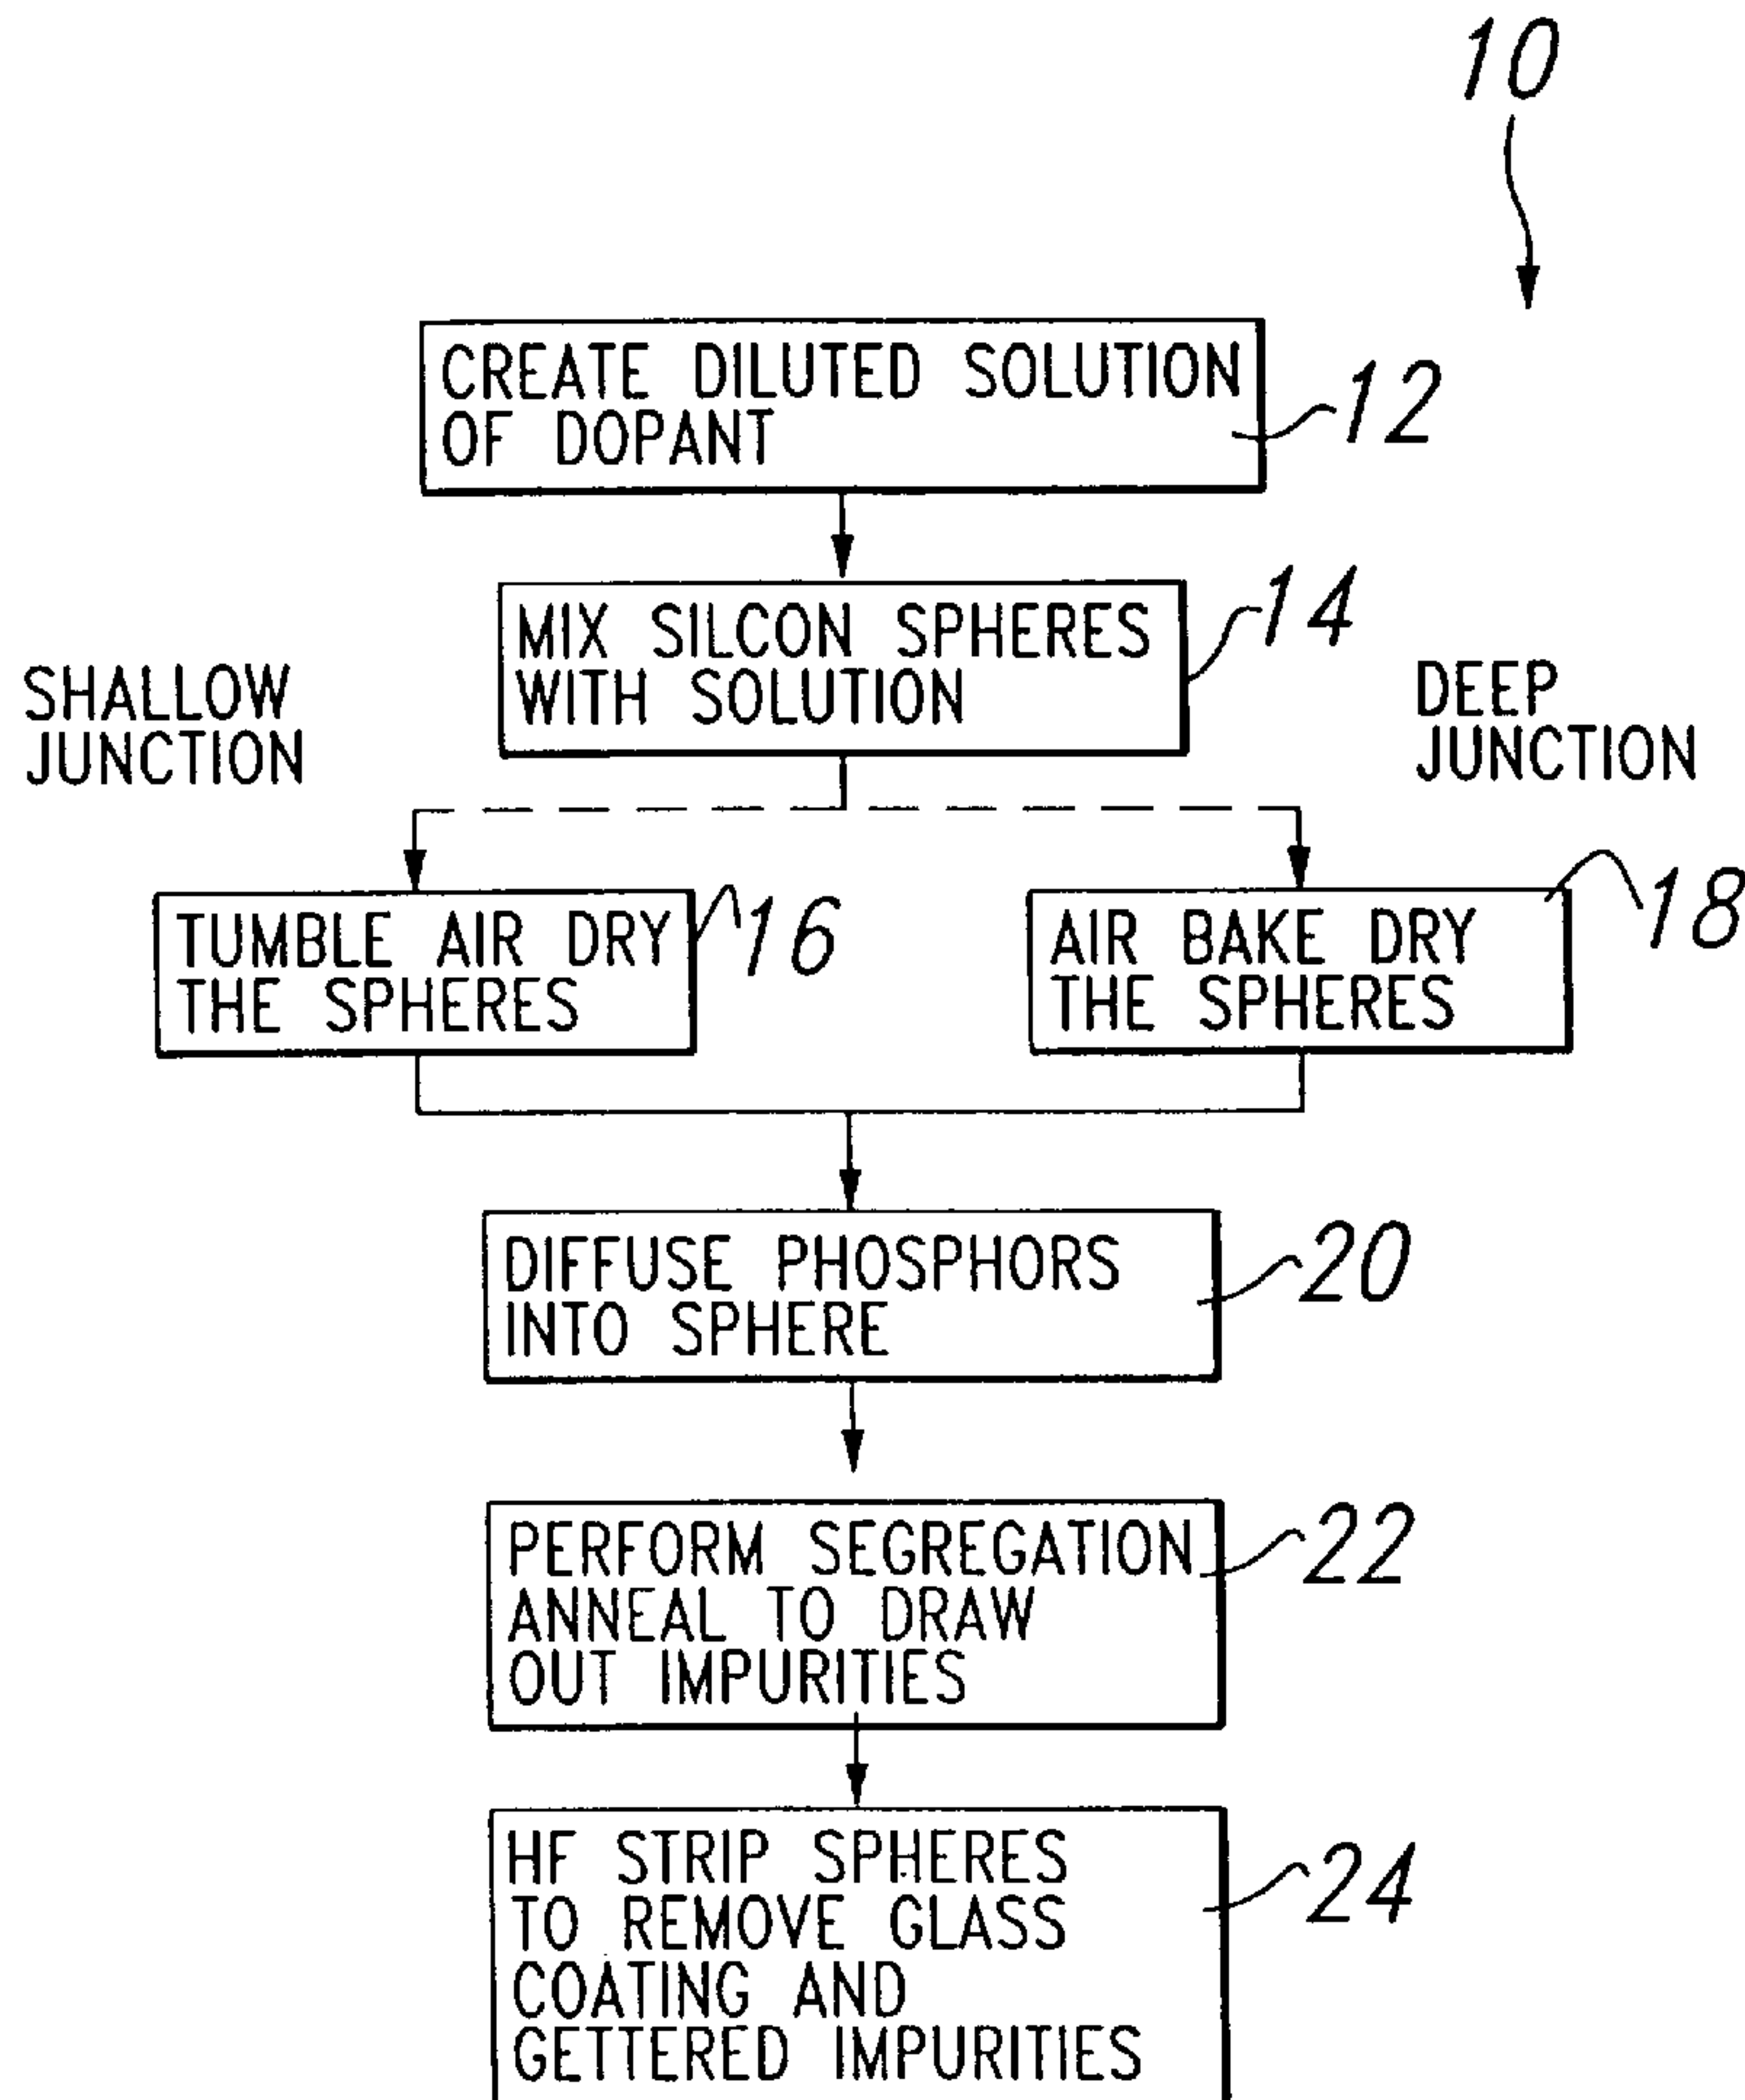 10
CREATE DILUTED SOLUTION
OF DOPANT
12
MIX SILCON SPHERES
WITH SOLUTION
14
SHALLOW
JUNCTION
DEEP
JUNCTION
TUMBLE AIR DRY
THE SPHERES
16
AIR BAKE DRY
THE SPHERES
18
DIFFUSE PHOSPHORS
INTO SPHERE
20
PERFORM SEGREGATION
ANNEAL TO DRAW
OUT IMPURITIES
22
HF STRIP SPHERES
TO REMOVE GLASS
COATING AND
GETTERED IMPURITIES
24